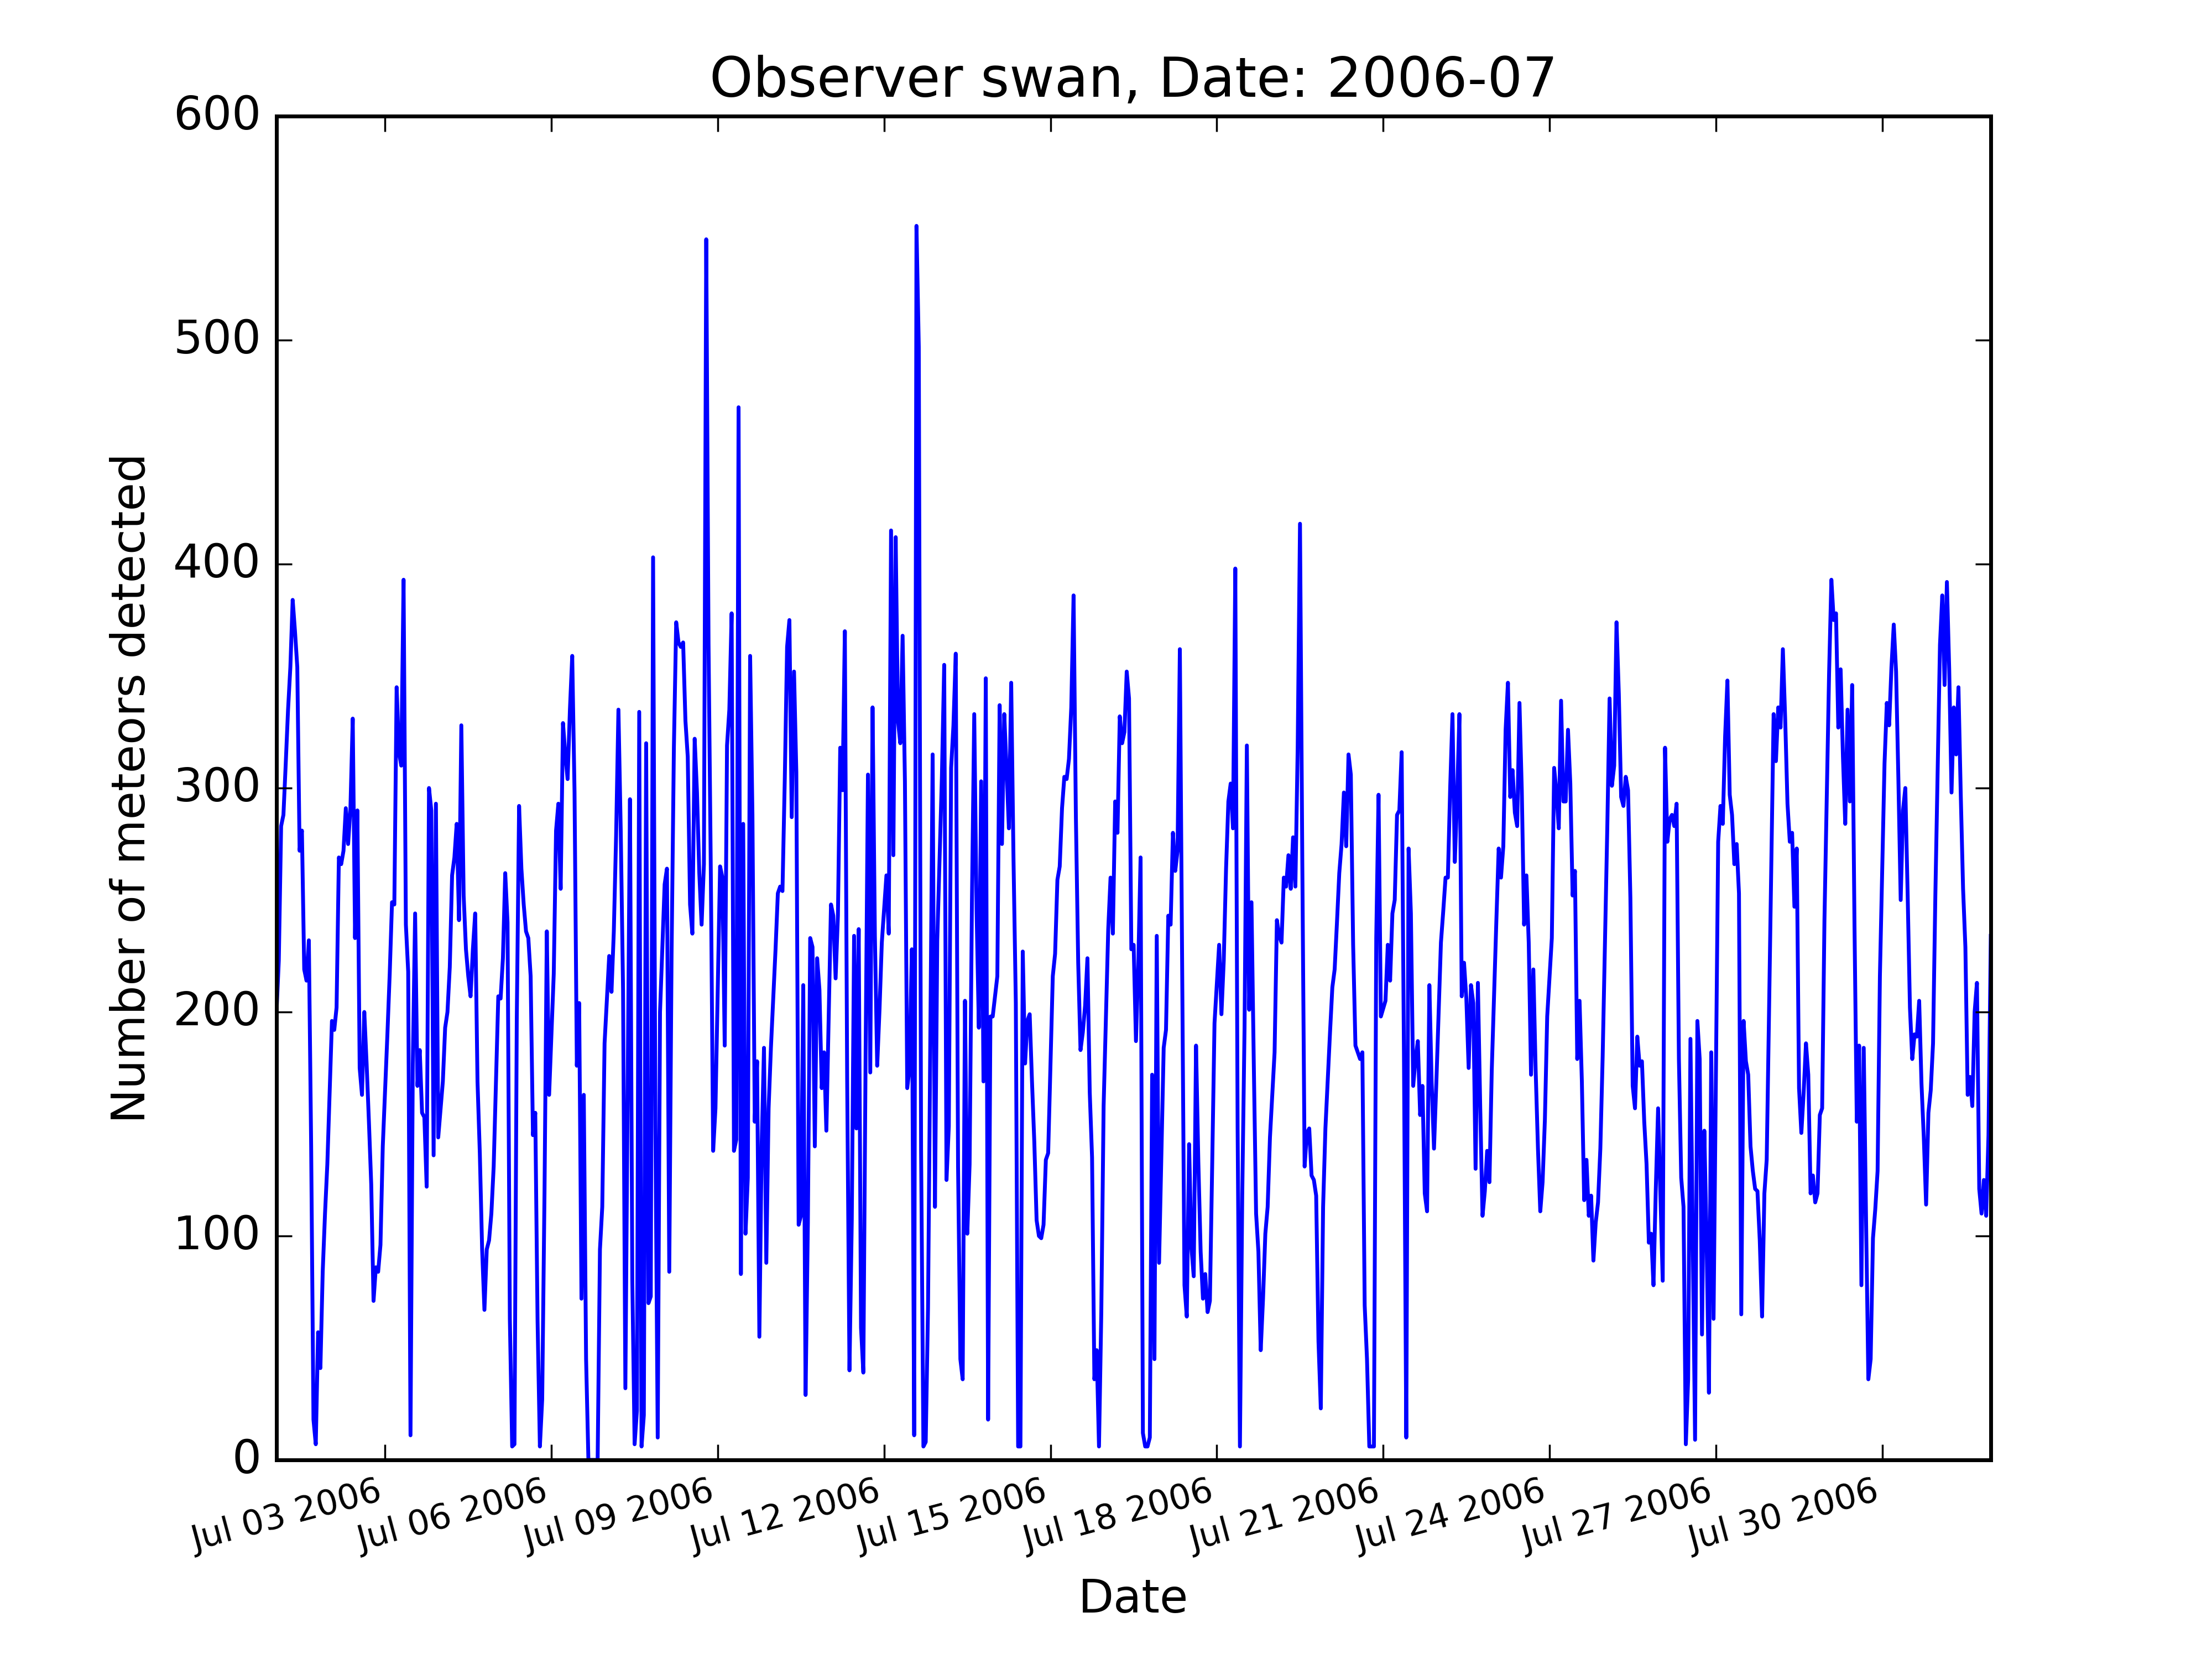 Observer swan, Date: 2006-07
600
500
400
300
200
100
0
Number of meteors detected
Jul 03 2006
Jul 06 2006
Jul 09 2006
Jul 12 2006
Jul 15 2006
Jul 18 2006
Jul 21 2006
Jul 24 2006
Jul 27 2006
Jul 30 2006
Date